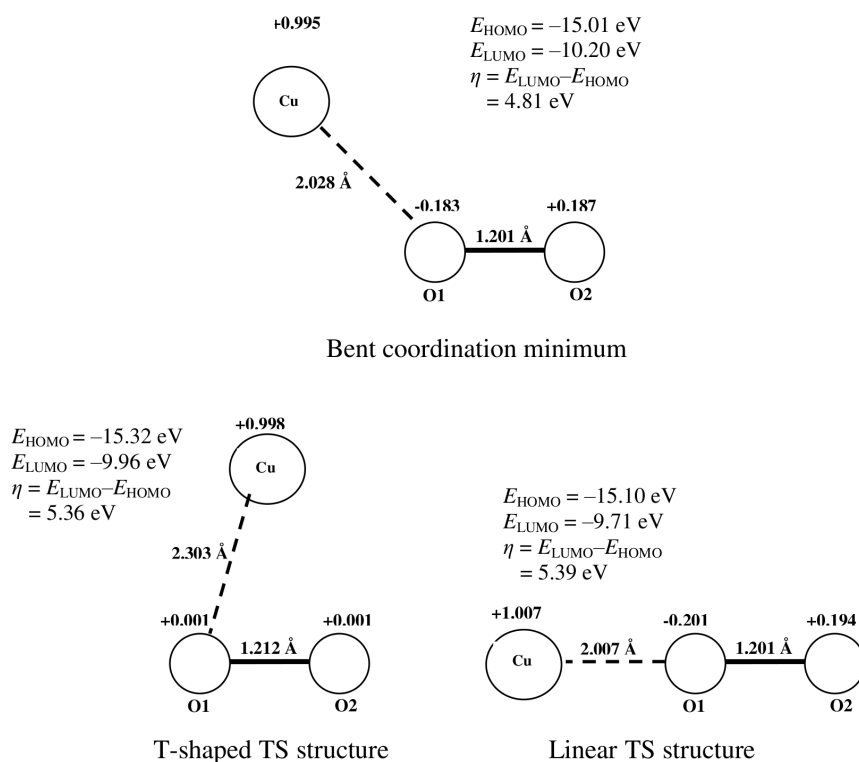 +0.995
E_HOMO = –15.01 eV
E_LUMO = –10.20 eV
η = E_LUMO–E_HOMO
= 4.81 eV
Cu
2.028 Å
-0.183
+0.187
1.201 Å
O1
O2
Bent coordination minimum
+0.998
E_HOMO = –15.32 eV
E_LUMO = –9.96 eV
η = E_LUMO–E_HOMO
= 5.36 eV
Cu
2.303 Å
+0.001
+0.001
1.212 Å
O1
O2
T-shaped TS structure
E_HOMO = –15.10 eV
E_LUMO = –9.71 eV
η = E_LUMO–E_HOMO
= 5.39 eV
+1.007
-0.201
+0.194
Cu
2.007 Å
1.201 Å
O1
O2
Linear TS structure